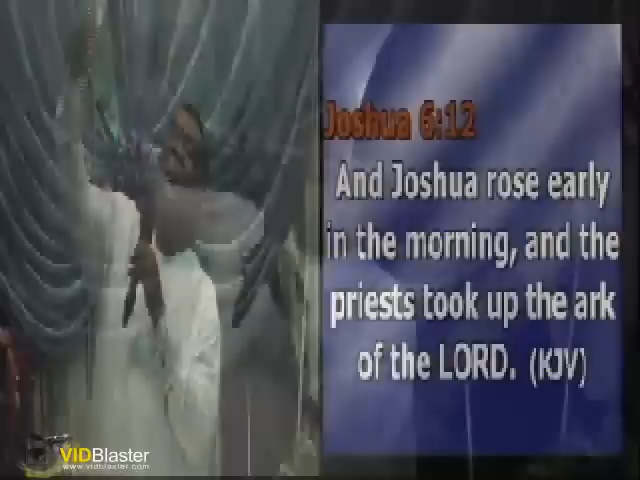 Joshua 6:12
And Joshua rose early
in the morning, and the
priests took up the ark
of the LORD. (KJV)
VIDBlaster
www.vidblaster.com